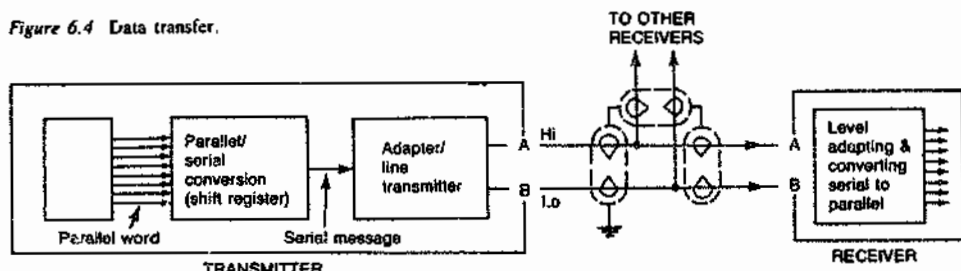 Figure 6.4 Data transfer.
TO OTHER
RECEIVERS
Parallel/
serial
conversion
(shift register)
Adapter/
line
transmitter
A
Hi
B
Lo
A
B
Level
adapting &
converting
serial to
parallel
Parallel word
Serial message
TRANSMITTER
RECEIVER